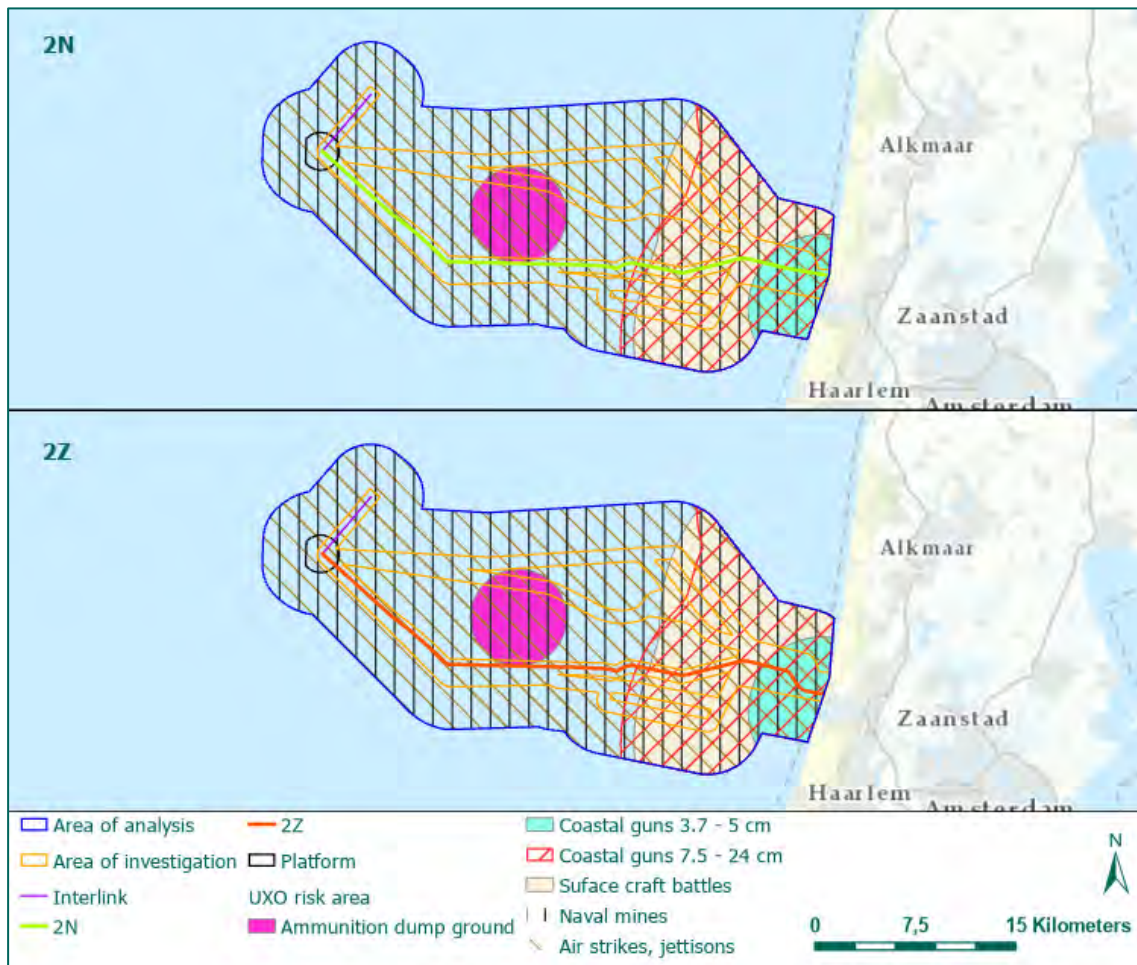 2N
Alkmaar
Zaanstad
Haarlem
Amsterdam
2Z
Alkmaar
Zaanstad
Haarlem
Amsterdam
Area of analysis
Area of investigation
Interlink
2N
2Z
Platform
UXO risk area
Ammunition dump ground
Coastal guns 3.7 - 5 cm
Coastal guns 7.5 - 24 cm
Suface craft battles
Naval mines
Air strikes, jettisons
N
0 7,5 15 Kilometers